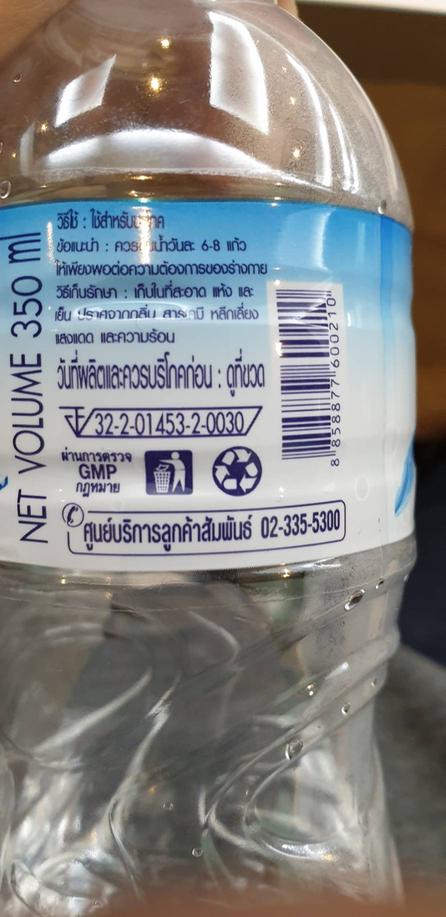 NET VOLUME 350 ml
วิธีใช้ : ใช้สำหรับบริโภค
ข้อแนะนำ : ควรดื่มน้ำวันละ 6-8 แก้ว
ให้เพียงพอต่อความต้องการของร่างกาย
วิธีเก็บรักษา : เก็บในที่สะอาด แห้ง และ
เย็น ปราศจากกลิ่น สารเคมี หลีกเลี่ยง
แสงแดด และความร้อน
วันที่ผลิตและควรบริโภคก่อน : ดูที่ขวด
32-2-01453-2-0030
ผ่านการตรวจ
GMP
กฎหมาย
8 858877 600210
ศูนย์บริการลูกค้าสัมพันธ์ 02-335-5300